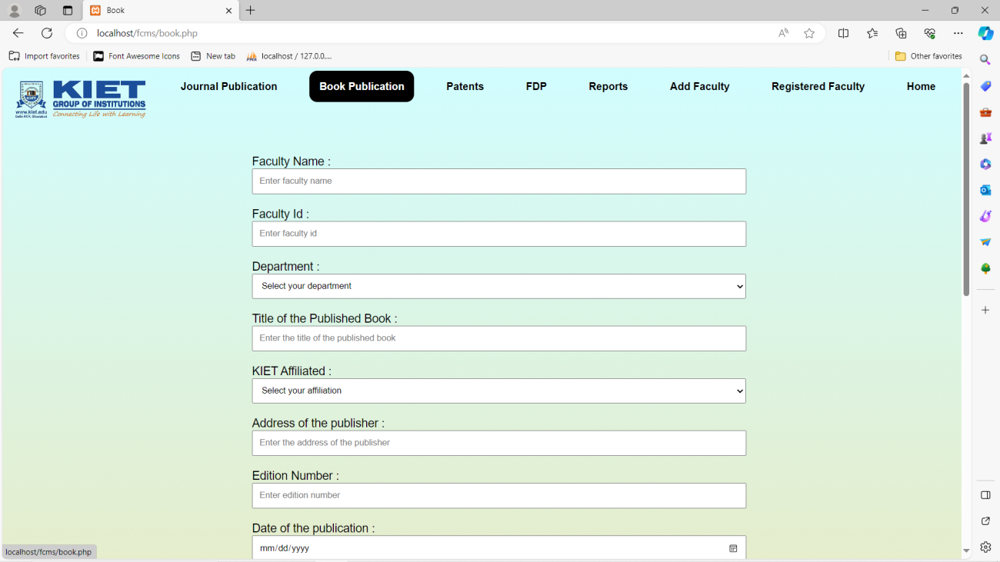 Book
localhost/fcms/book.php
Import favorites Font Awesome Icons New tab localhost / 127.0.0.... Other favorites
KIET
GROUP OF INSTITUTIONS
Connecting Life with Learning
www.kiet.edu
Delhi-NCR, Ghaziabad
Journal Publication Book Publication Patents FDP Reports Add Faculty Registered Faculty Home
Faculty Name :
Enter faculty name
Faculty Id :
Enter faculty id
Department :
Select your department
Title of the Published Book :
Enter the title of the published book
KIET Affiliated :
Select your affiliation
Address of the publisher :
Enter the address of the publisher
Edition Number :
Enter edition number
Date of the publication :
mm/dd/yyyy
localhost/fcms/book.php